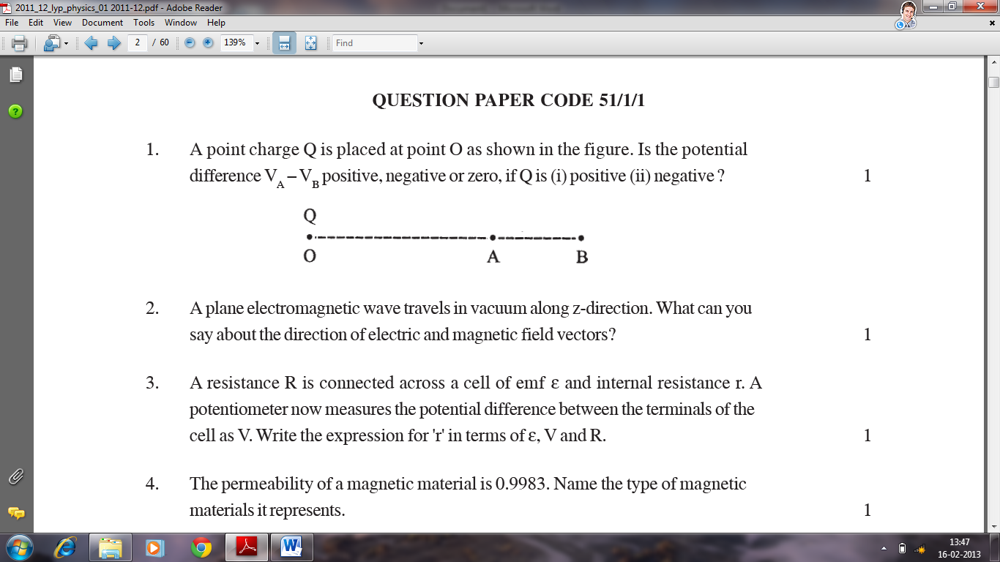 2011_12_lyp_physics_01 2011-12.pdf - Adobe Reader
File Edit View Document Tools Window Help
2 / 60 139% Find
QUESTION PAPER CODE 51/1/1
1. A point charge Q is placed at point O as shown in the figure. Is the potential
difference V_A – V_B positive, negative or zero, if Q is (i) positive (ii) negative ? 1
Q
O A B
2. A plane electromagnetic wave travels in vacuum along z-direction. What can you
say about the direction of electric and magnetic field vectors? 1
3. A resistance R is connected across a cell of emf ε and internal resistance r. A
potentiometer now measures the potential difference between the terminals of the
cell as V. Write the expression for 'r' in terms of ε, V and R. 1
4. The permeability of a magnetic material is 0.9983. Name the type of magnetic
materials it represents. 1
13:47
16-02-2013